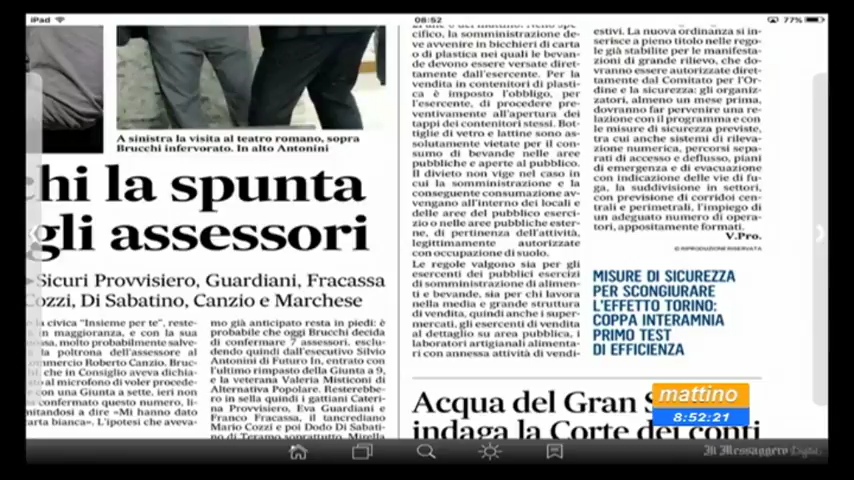 iPad
08:52
77%
A sinistra la visita al teatro romano, sopra
Brucchi infervorato. In alto Antonini
chi la spunta
gli assessori
Sicuri Provvisiero, Guardiani, Fracassa
Cozzi, Di Sabatino, Canzio e Marchese
la civica "Insieme per te", reste-
in maggioranza, e con la sua
molto probabilmente salve-
la poltrona dell'assessore al
mmercio Roberto Canzio. Bruc-
chi, che in Consiglio aveva dichia-
to al microfono di voler procede-
con una Giunta a sette, ieri non
confermato questo numero, li-
mitandosi a dire «Mi hanno dato
carta bianca». L'ipotesi che aveva-
mo già anticipato resta in piedi: è
probabile che oggi Brucchi decida
di confermare 7 assessori, esclu-
dendo quindi dall'esecutivo Silvio
Antonini di Futuro In, entrato con
l'ultimo rimpasto della Giunta a 9,
e la veterana Valeria Misticoni di
Alternativa Popolare. Resterebbe-
ro in sella quindi i gattiani Cateri-
na Provvisiero, Eva Guardiani e
Franco Fracassa, il tancrediano
Mario Cozzi e poi Dodo Di Sabati-
no di Teramo soprattutto, Mirella
cifico, la somministrazione de-
ve avvenire in bicchieri di carta
o di plastica nei quali le bevan-
de devono essere versate diret-
tamente dall'esercente. Per la
vendita in contenitori di plasti-
ca è imposto l'obbligo, per
l'esercente, di procedere pre-
ventivamente all'apertura dei
tappi dei contenitori stessi. Bot-
tiglie di vetro e lattine sono as-
solutamente vietate per il con-
sumo di bevande nelle aree
pubbliche e aperte al pubblico.
Il divieto non vige nel caso in
cui la somministrazione e la
conseguente consumazione av-
vengano all'interno dei locali e
delle aree del pubblico eserci-
zio o nelle aree pubbliche ester-
ne, di pertinenza dell'attività,
legittimamente autorizzate
con occupazione di suolo.
Le regole valgono sia per gli
esercenti dei pubblici esercizi
di somministrazione di alimen-
ti e bevande, sia per chi lavora
nella media e grande struttura
di vendita, quindi anche i super-
mercati, gli esercenti di vendita
al dettaglio su area pubblica, i
laboratori artigianali alimenta-
ri con annessa attività di vendi-
estivi. La nuova ordinanza si in-
serisce a pieno titolo nelle rego-
le già stabilite per le manifesta-
zioni di grande rilievo, che do-
vranno essere autorizzate diret-
tamente dal Comitato per l'Or-
dine e la sicurezza: gli organiz-
zatori, almeno un mese prima,
dovranno far pervenire una re-
lazione con il programma e con
le misure di sicurezza previste,
tra cui anche sistemi di rileva-
zione numerica, percorsi sepa-
rati di accesso e deflusso, piani
di emergenza e di evacuazione
con indicazione delle vie di fu-
ga, la suddivisione in settori,
con previsione di corridoi cen-
trali e perimetrali, l'impiego di
un adeguato numero di opera-
tori, appositamente formati.
V.Pro.
© RIPRODUZIONE RISERVATA
MISURE DI SICUREZZA
PER SCONGIURARE
L'EFFETTO TORINO:
COPPA INTERAMNIA
PRIMO TEST
DI EFFICIENZA
Acqua del Gran S
indaga la Corte dei conti
mattino
8:52:21
Il Messaggero Digital